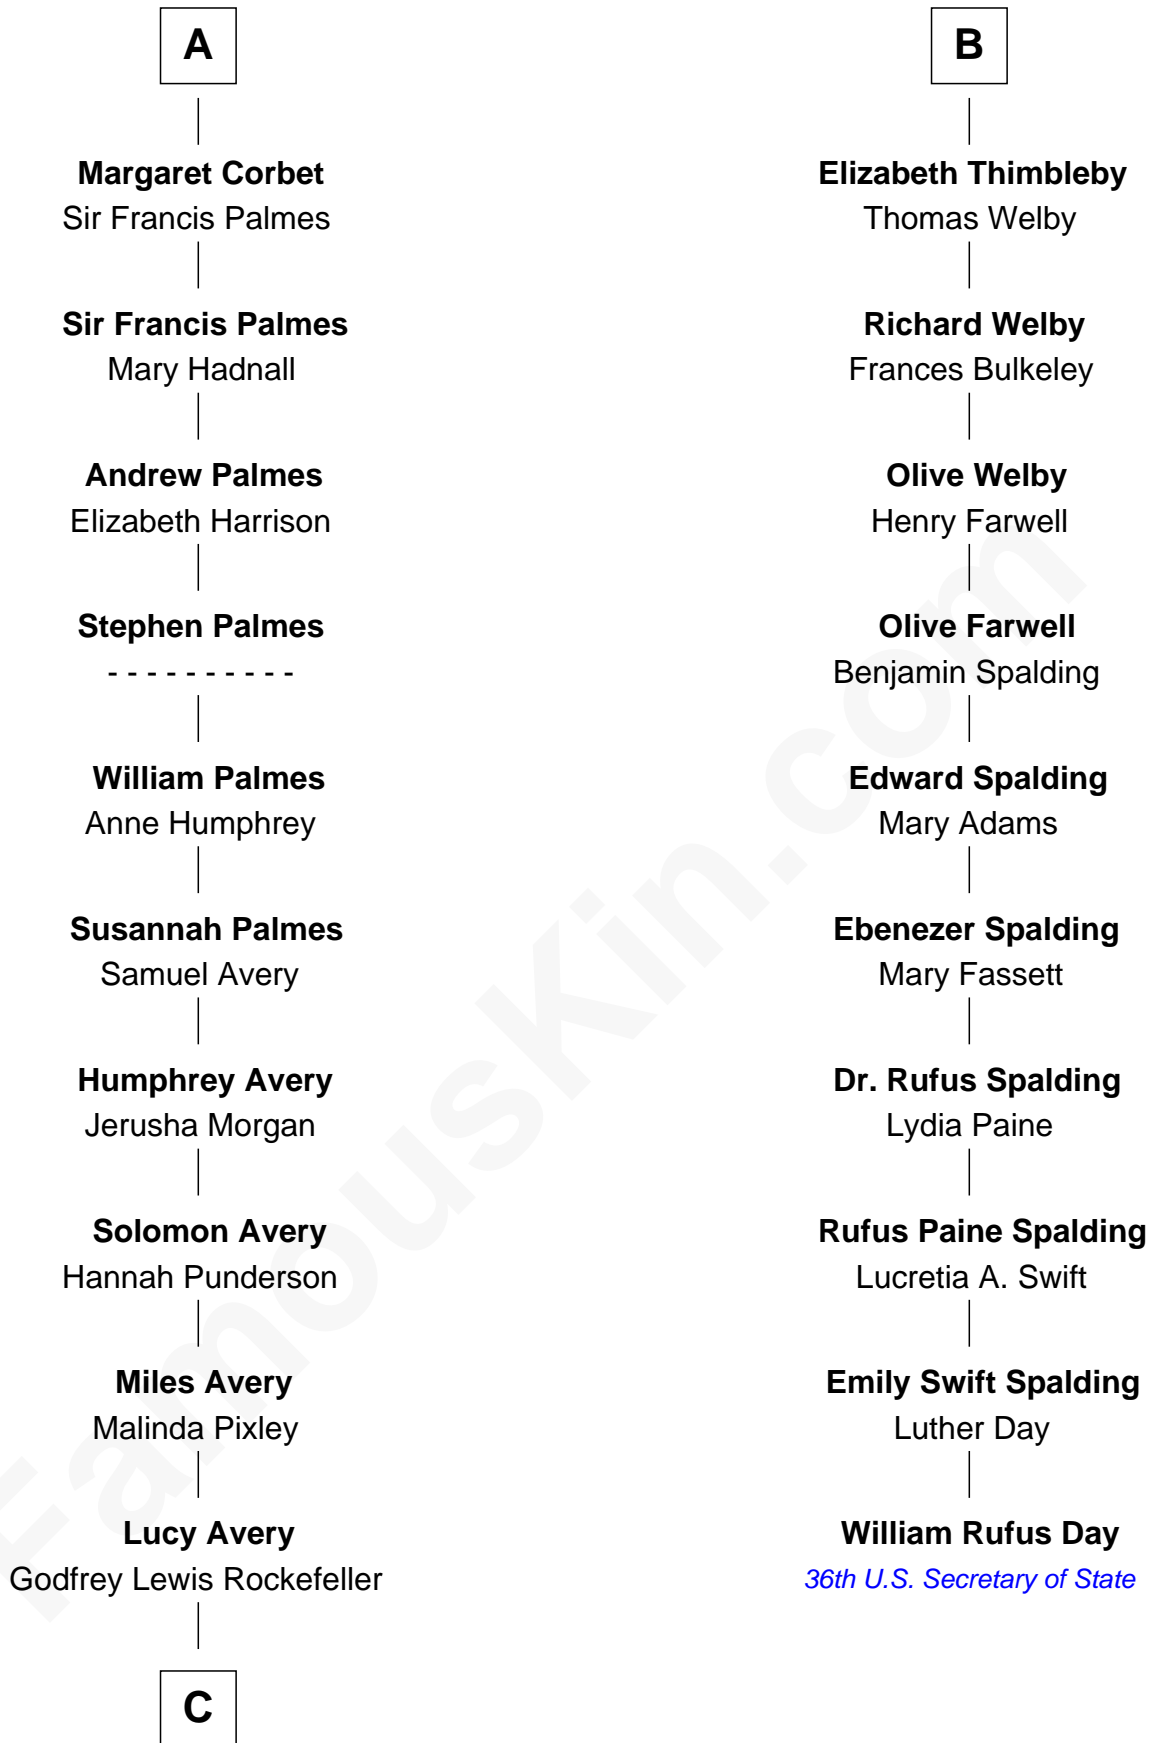 A
Margaret Corbet
Sir Francis Palmes
Sir Francis Palmes
Mary Hadnall
Andrew Palmes
Elizabeth Harrison
Stephen Palmes
- - - - - - - - - -
William Palmes
Anne Humphrey
Susannah Palmes
Samuel Avery
Humphrey Avery
Jerusha Morgan
Solomon Avery
Hannah Punderson
Miles Avery
Malinda Pixley
Lucy Avery
Godfrey Lewis Rockefeller
C
B
Elizabeth Thimbleby
Thomas Welby
Richard Welby
Frances Bulkeley
Olive Welby
Henry Farwell
Olive Farwell
Benjamin Spalding
Edward Spalding
Mary Adams
Ebenezer Spalding
Mary Fassett
Dr. Rufus Spalding
Lydia Paine
Rufus Paine Spalding
Lucretia A. Swift
Emily Swift Spalding
Luther Day
William Rufus Day
36th U.S. Secretary of State
FamousKin.com